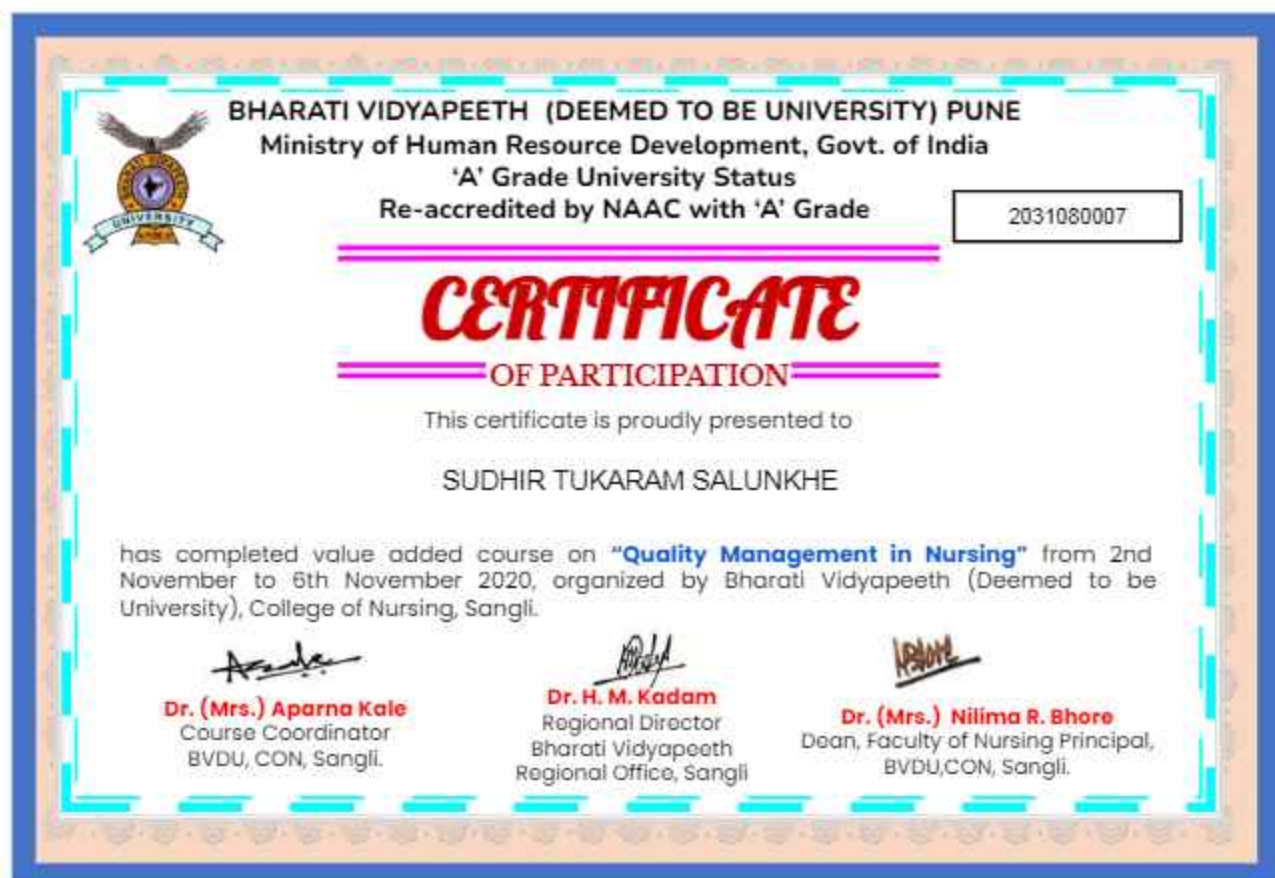 BHARATI VIDYAPEETH (DEEMED TO BE UNIVERSITY) PUNE
Ministry of Human Resource Development, Govt. of India
‘A’ Grade University Status
Re-accredited by NAAC with ‘A’ Grade
2031080007
BHARATI VIDYAPEETH
UNIVERSITY
CERTIFICATE
OF PARTICIPATION
This certificate is proudly presented to
SUDHIR TUKARAM SALUNKHE
has completed value added course on “Quality Management in Nursing” from 2nd
November to 6th November 2020, organized by Bharati Vidyapeeth (Deemed to be
University), College of Nursing, Sangli.
Dr. (Mrs.) Aparna Kale
Course Coordinator
BVDU, CON, Sangli.
Dr. H. M. Kadam
Regional Director
Bharati Vidyapeeth
Regional Office, Sangli
Dr. (Mrs.) Nilima R. Bhore
Dean, Faculty of Nursing Principal,
BVDU,CON, Sangli.